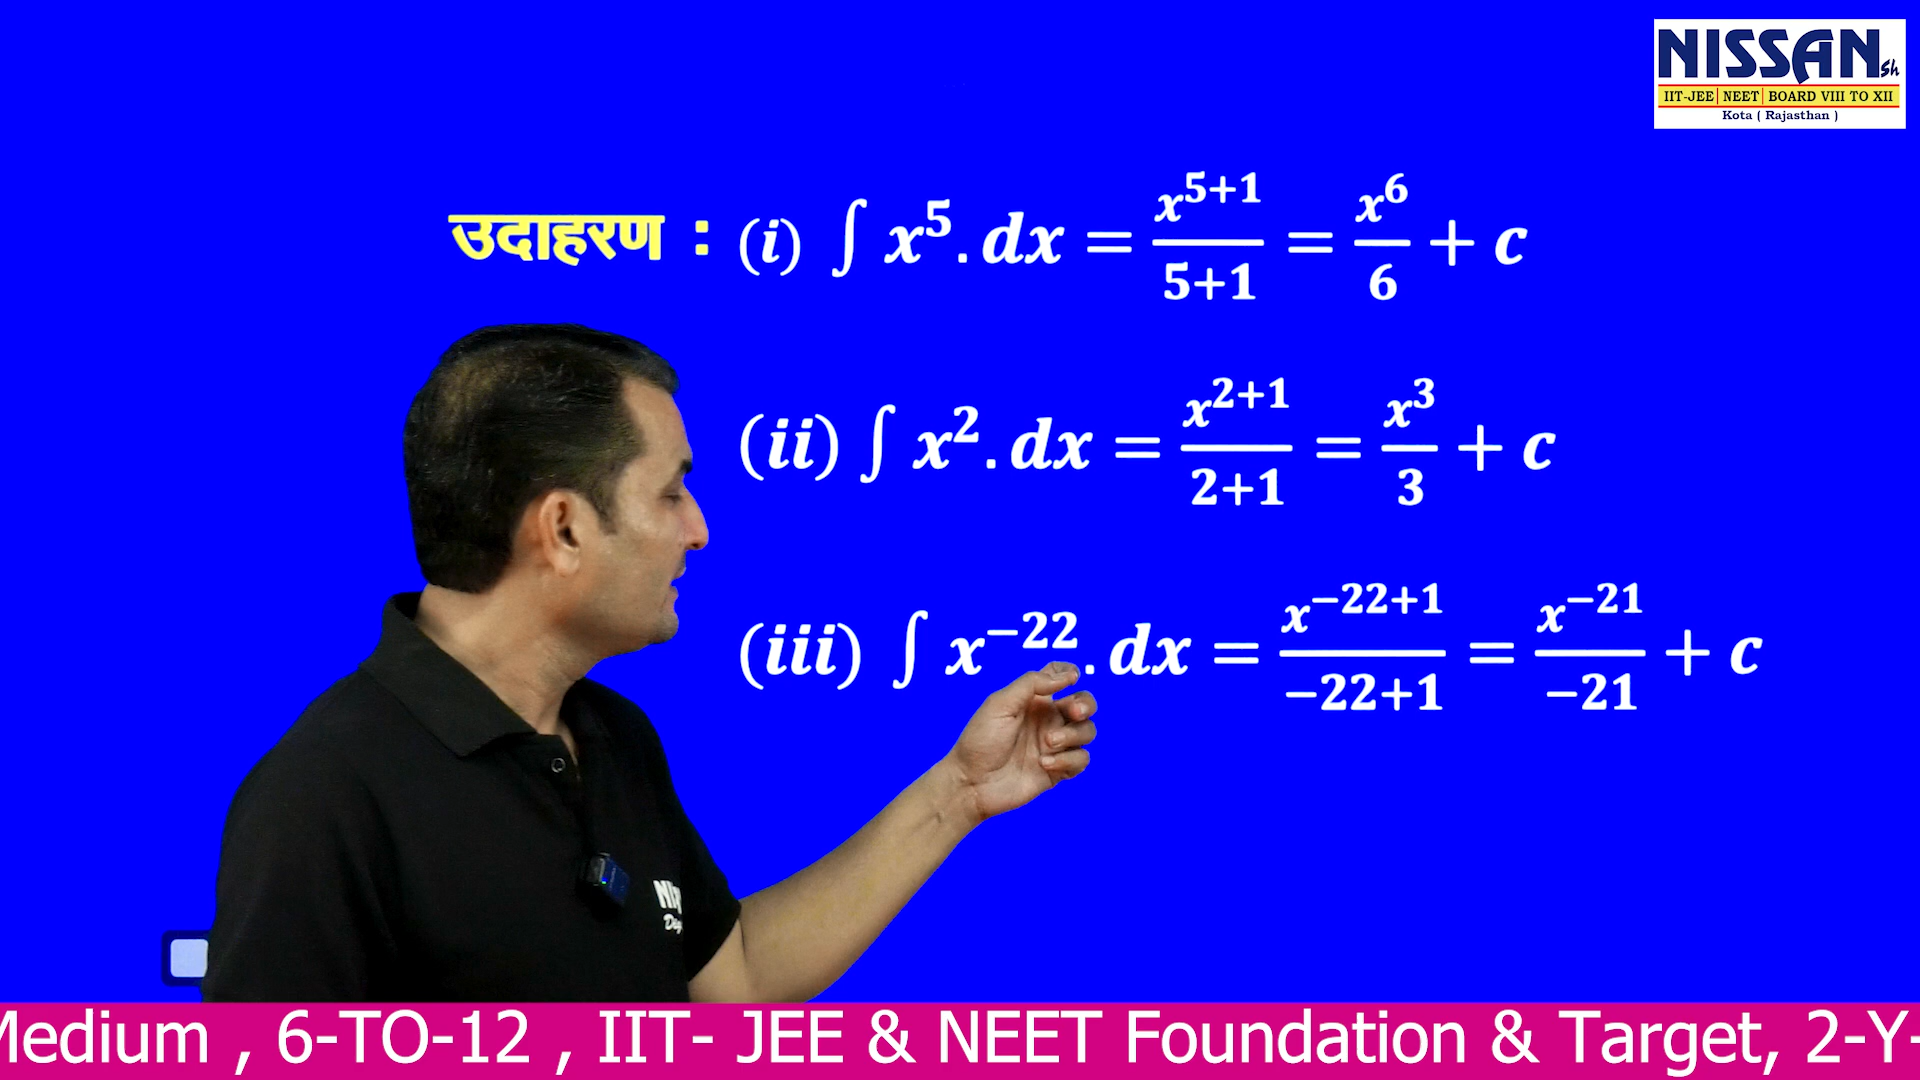 NISSAN Sh
IIT-JEE | NEET | BOARD VIII TO XII
Kota ( Rajasthan )
उदाहरण : (i) ∫ x⁵ . dx = x⁵⁺¹/5+1 = x⁶/6 + c
(ii) ∫ x² . dx = x²⁺¹/2+1 = x³/3 + c
(iii) ∫ x⁻²² . dx = x⁻²²⁺¹/−22+1 = x⁻²¹/−21 + c
Medium , 6-TO-12 , IIT- JEE & NEET Foundation & Target, 2-Y-